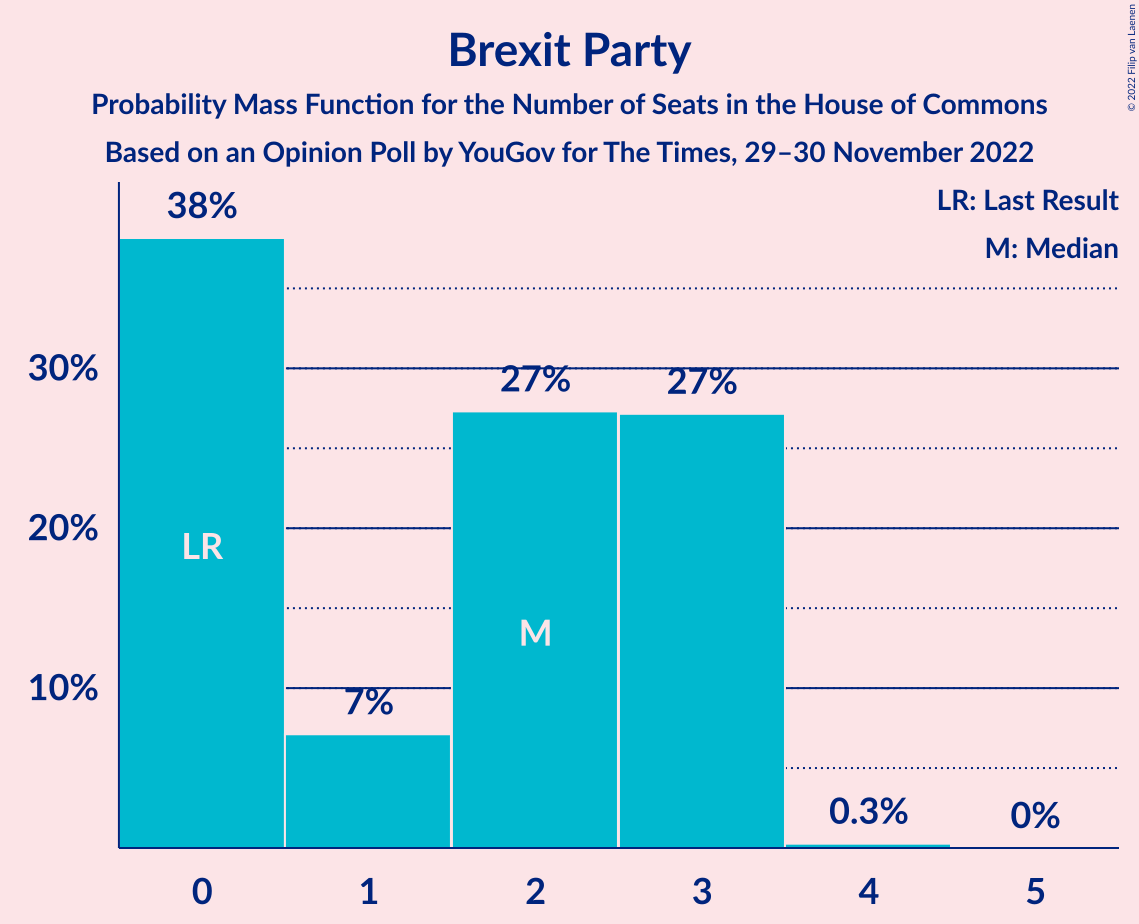 Brexit Party
Probability Mass Function for the Number of Seats in the House of Commons
Based on an Opinion Poll by YouGov for The Times, 29–30 November 2022
© 2022 Filip van Laenen
LR: Last Result
M: Median
38%
30%
27%
27%
20%
LR
M
10%
7%
0.3%
0%
0
1
2
3
4
5